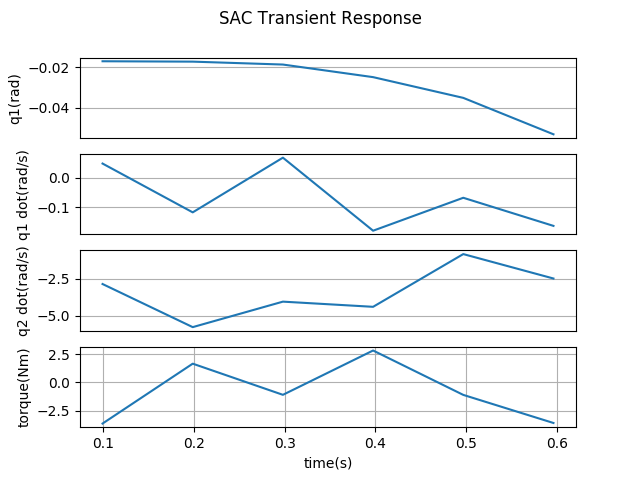 SAC Transient Response
q1(rad)
−0.02
−0.04
q1 dot(rad/s)
0.0
−0.1
q2 dot(rad/s)
−2.5
−5.0
torque(Nm)
2.5
0.0
−2.5
0.1 0.2 0.3 0.4 0.5 0.6
time(s)